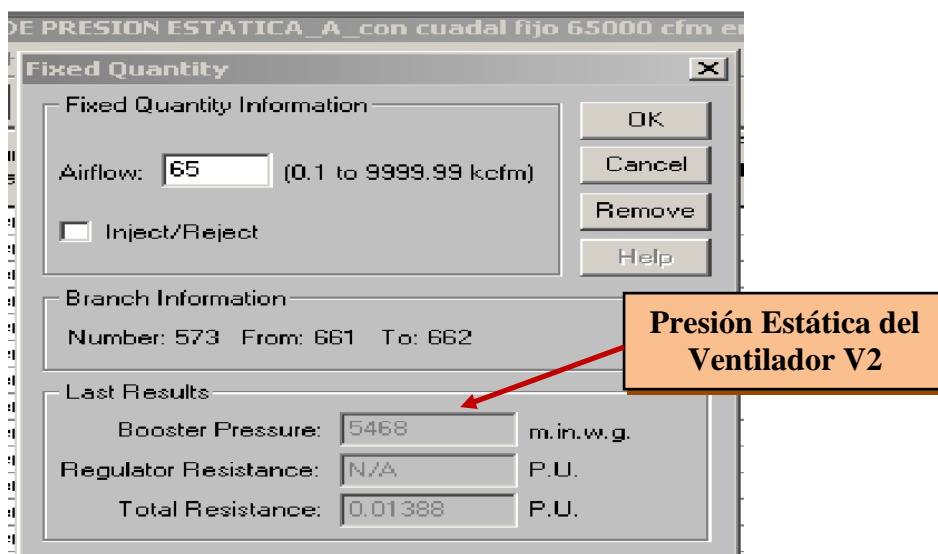 DE PRESION ESTATICA_A_con cuadal fijo 65000 cfm en
Fixed Quantity
Fixed Quantity Information
OK
Airflow: 65 (0.1 to 9999.99 kcfm)
Cancel
Remove
Inject/Reject
Help
Branch Information
Number: 573 From: 661 To: 662
Presión Estática del
Ventilador V2
Last Results
Booster Pressure: 5468 m.in.w.g.
Regulator Resistance: N/A P.U.
Total Resistance: 0.01388 P.U.